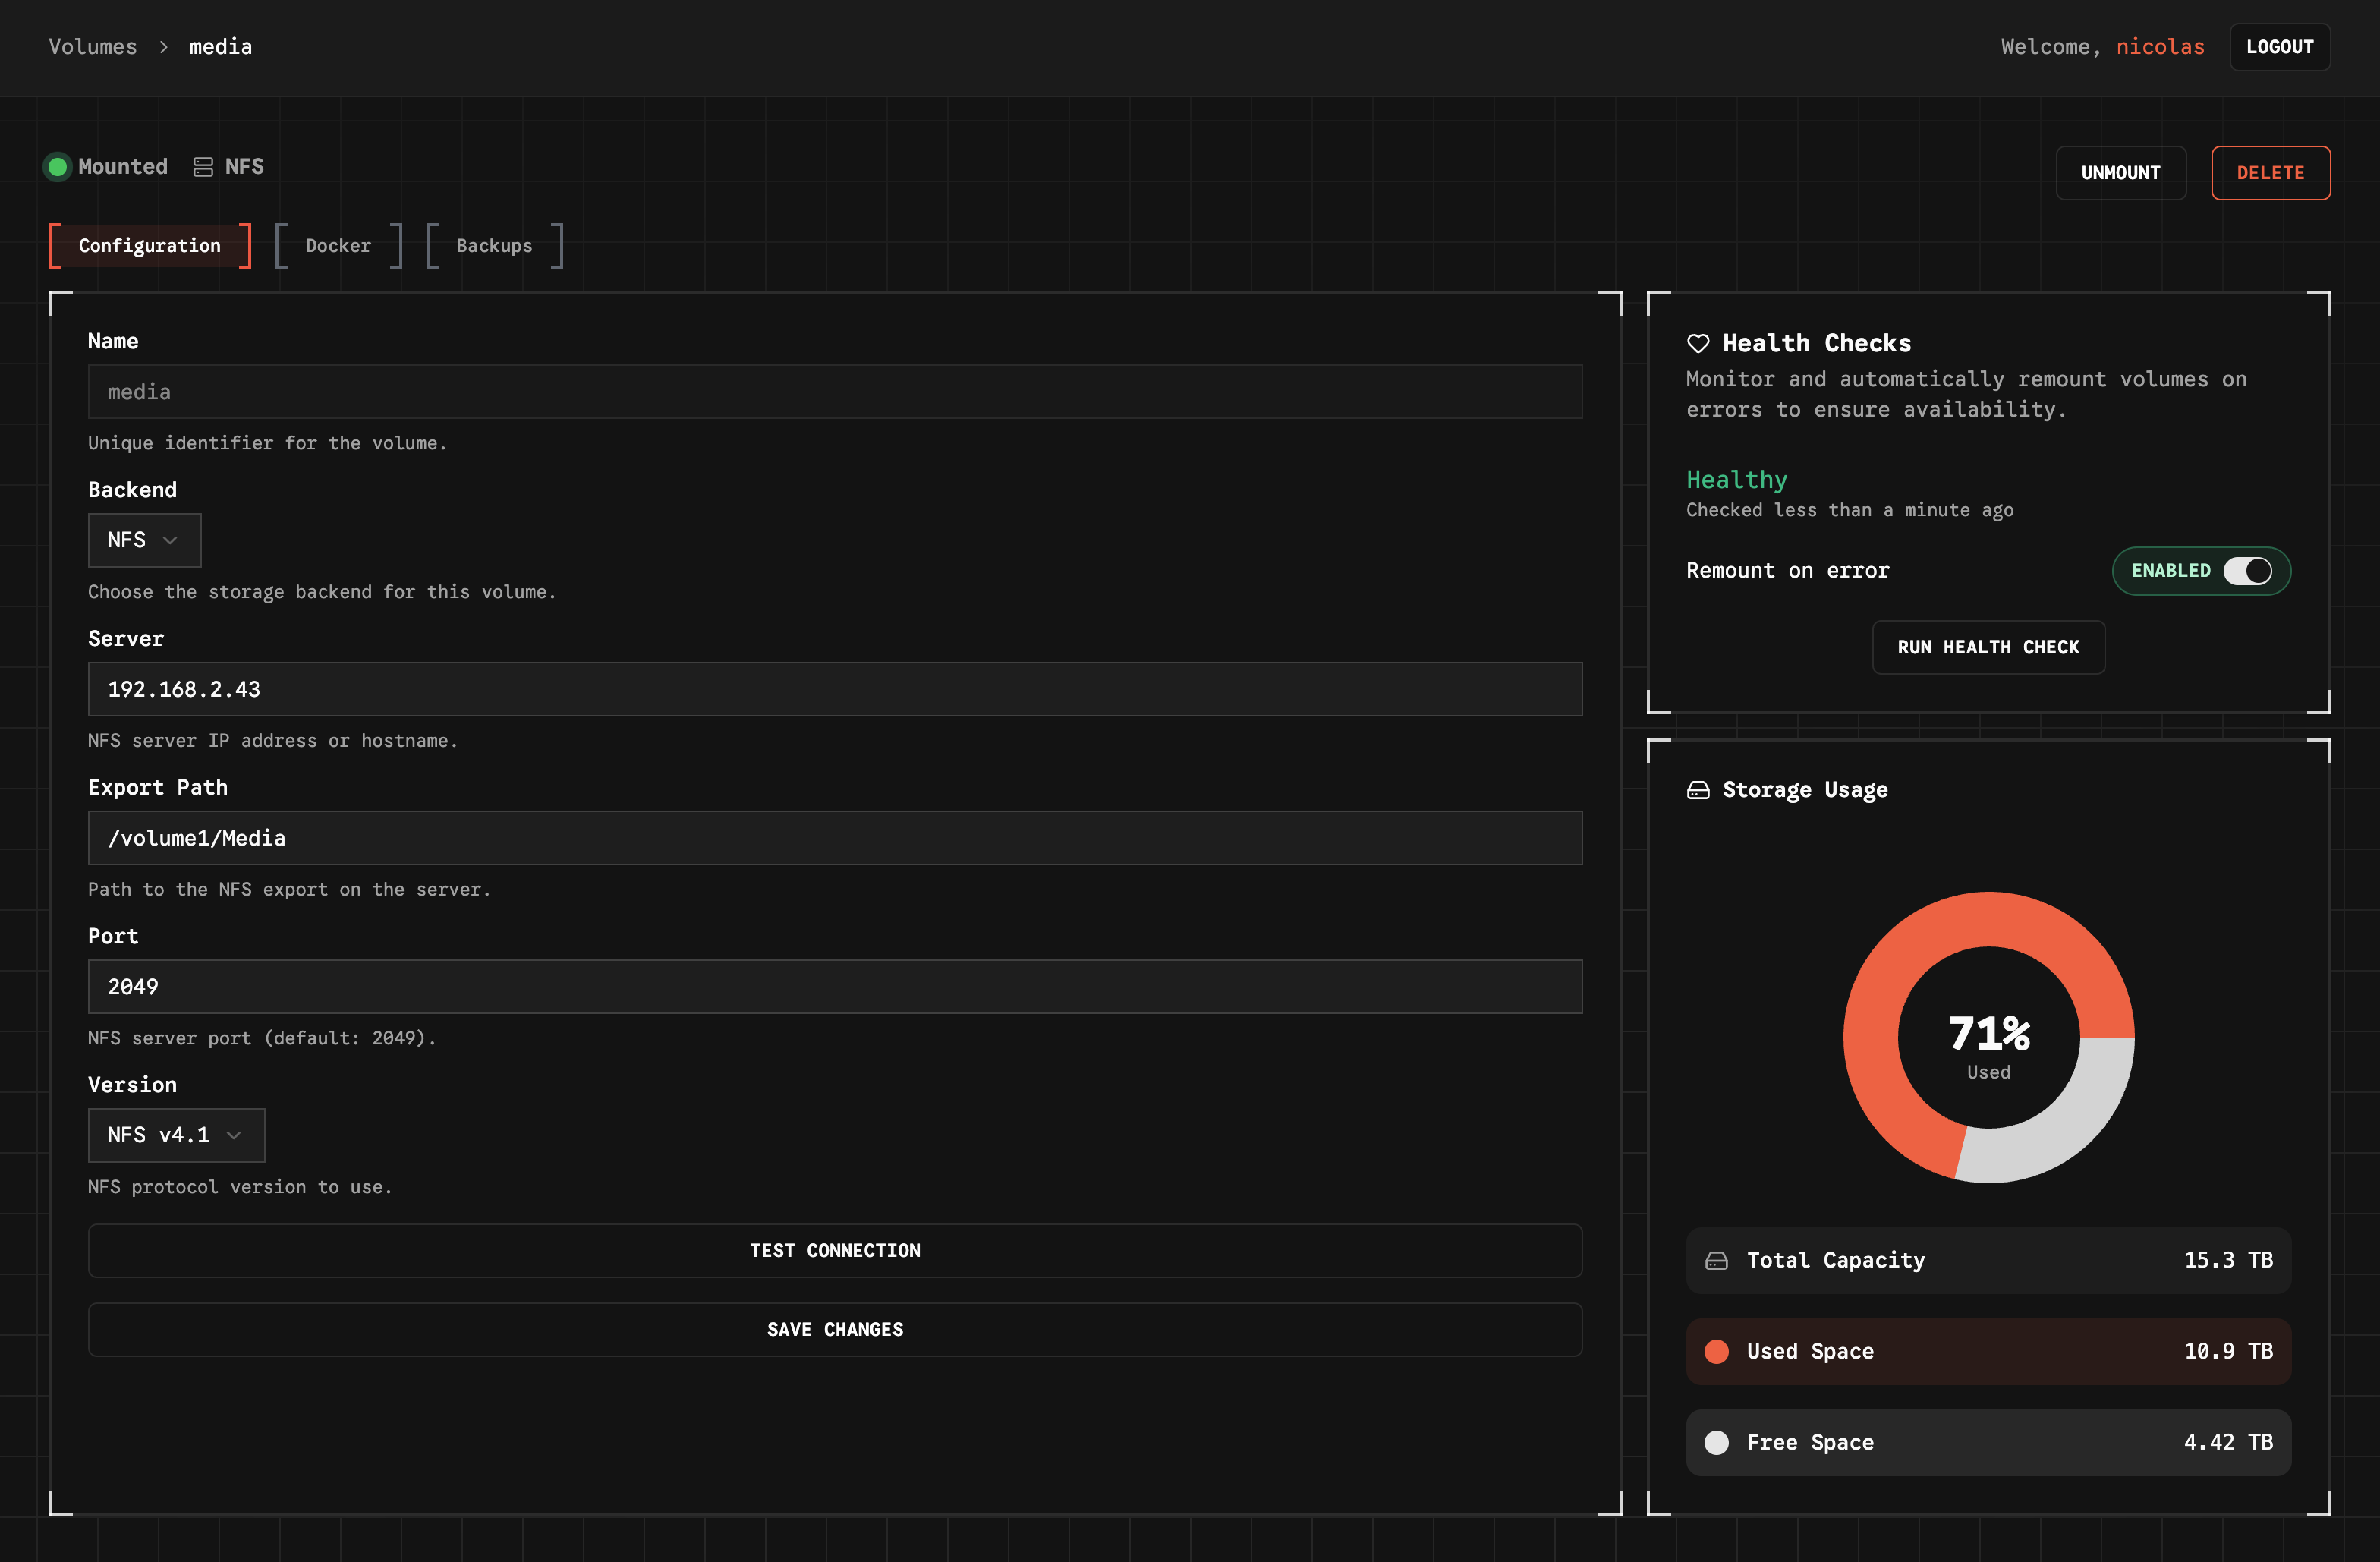 Volumes > media
Welcome, nicolas
LOGOUT
Mounted
NFS
UNMOUNT
DELETE
Configuration
Docker
Backups
Name
media
Unique identifier for the volume.
Backend
NFS
Choose the storage backend for this volume.
Server
192.168.2.43
NFS server IP address or hostname.
Export Path
/volume1/Media
Path to the NFS export on the server.
Port
2049
NFS server port (default: 2049).
Version
NFS v4.1
NFS protocol version to use.
TEST CONNECTION
SAVE CHANGES
Health Checks
Monitor and automatically remount volumes on
errors to ensure availability.
Healthy
Checked less than a minute ago
Remount on error
ENABLED
RUN HEALTH CHECK
Storage Usage
71%
Used
Total Capacity
15.3 TB
Used Space
10.9 TB
Free Space
4.42 TB